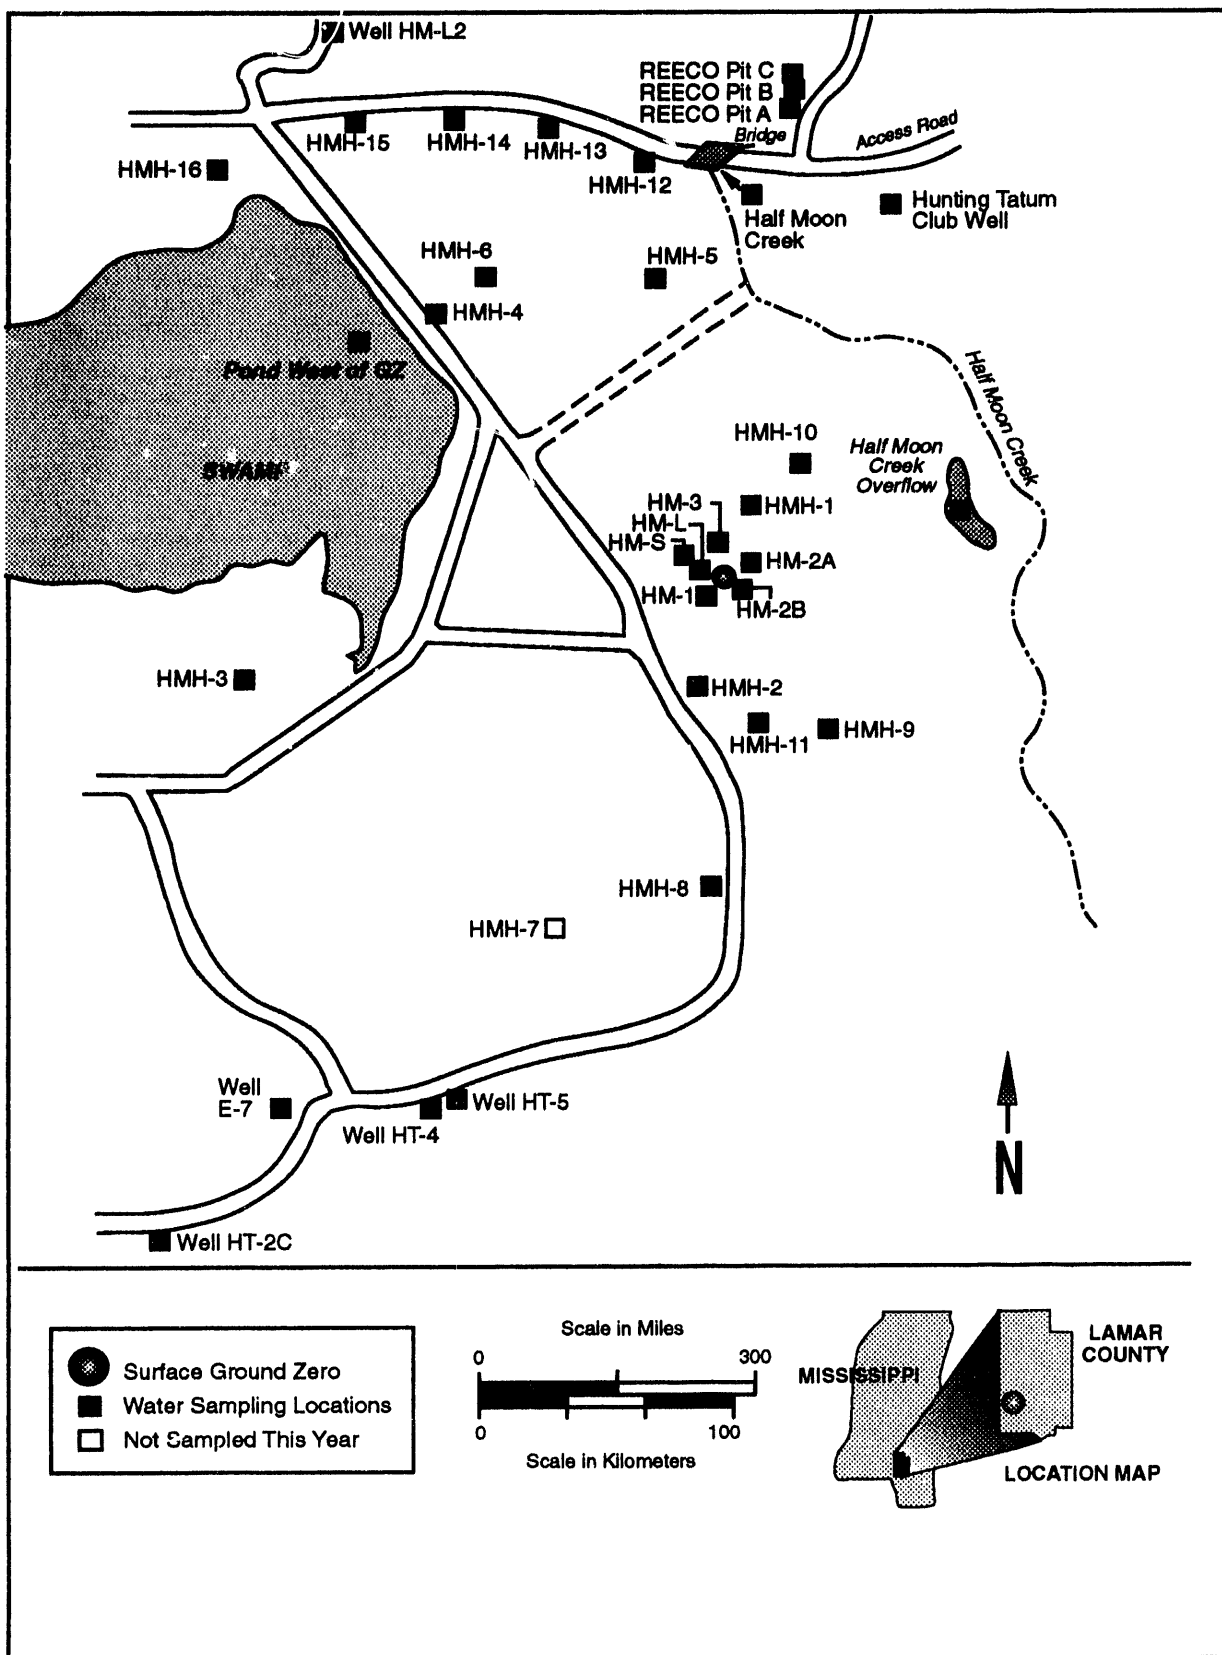 Well HM-L2
REECO Pit C
REECO Pit B
REECO Pit A
Bridge
Access Road
HMH-15
HMH-14
HMH-13
HMH-12
HMH-16
Half Moon
Creek
Hunting Tatum
Club Well
HMH-6
HMH-5
HMH-4
Pond West of GZ
Half Moon Creek
SWAMP
HMH-10
Half Moon
Creek
Overflow
HM-3
HMH-1
HM-L
HM-S
HM-2A
HM-1
HM-2B
HMH-3
HMH-2
HMH-11
HMH-9
HMH-8
HMH-7
Well
E-7
Well HT-5
Well HT-4
N
Well HT-2C
Surface Ground Zero
Water Sampling Locations
Not Sampled This Year
Scale in Miles
0 300
0 100
Scale in Kilometers
MISSISSIPPI
LAMAR
COUNTY
LOCATION MAP